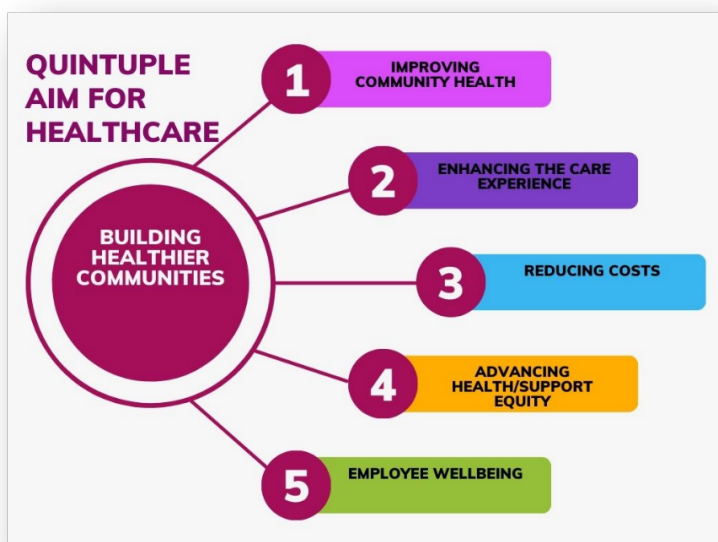 QUINTUPLE
AIM FOR
HEALTHCARE
BUILDING
HEALTHIER
COMMUNITIES
1
IMPROVING
COMMUNITY HEALTH
2
ENHANCING THE CARE
EXPERIENCE
3
REDUCING COSTS
4
ADVANCING
HEALTH/SUPPORT
EQUITY
5
EMPLOYEE WELLBEING